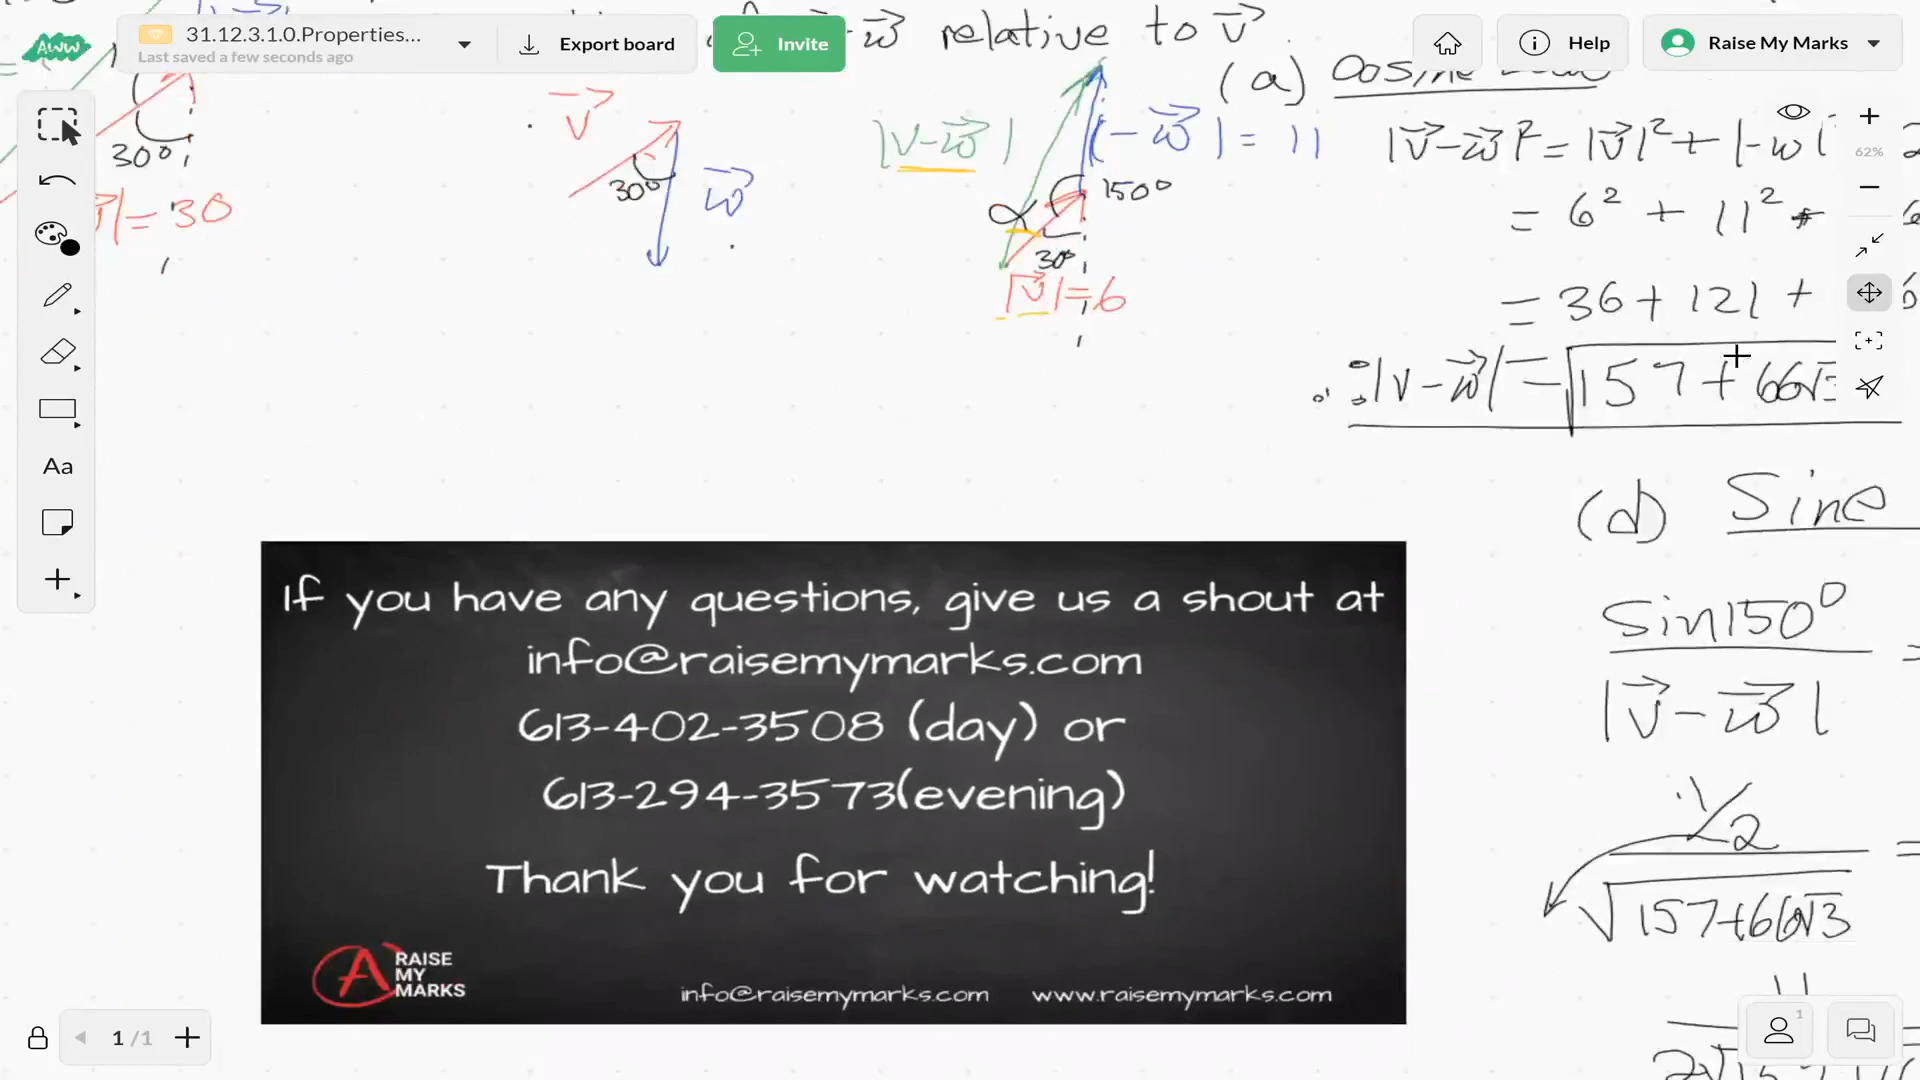 31.12.3.1.0.Properties...
Last saved a few seconds ago
Export board
Invite
Help
Raise My Marks
62%
Aa
w relative to v
(a) Cosine Law
30°
|= 30
v
30°
w
|v-w|
|-w| = 11
150°
α
30°
|v|=6
|v-w|² = |v|² + |-w|
= 6² + 11²
= 36 + 121 +
∴ |v-w| = √157 + 66√3
(d) Sine
Sin150°
|v-w|
1/2
√157+66√3
11
If you have any questions, give us a shout at
info@raisemymarks.com
613-402-3508 (day) or
613-294-3573(evening)
Thank you for watching!
RAISE
MY
MARKS
info@raisemymarks.com www.raisemymarks.com
1 /1
1